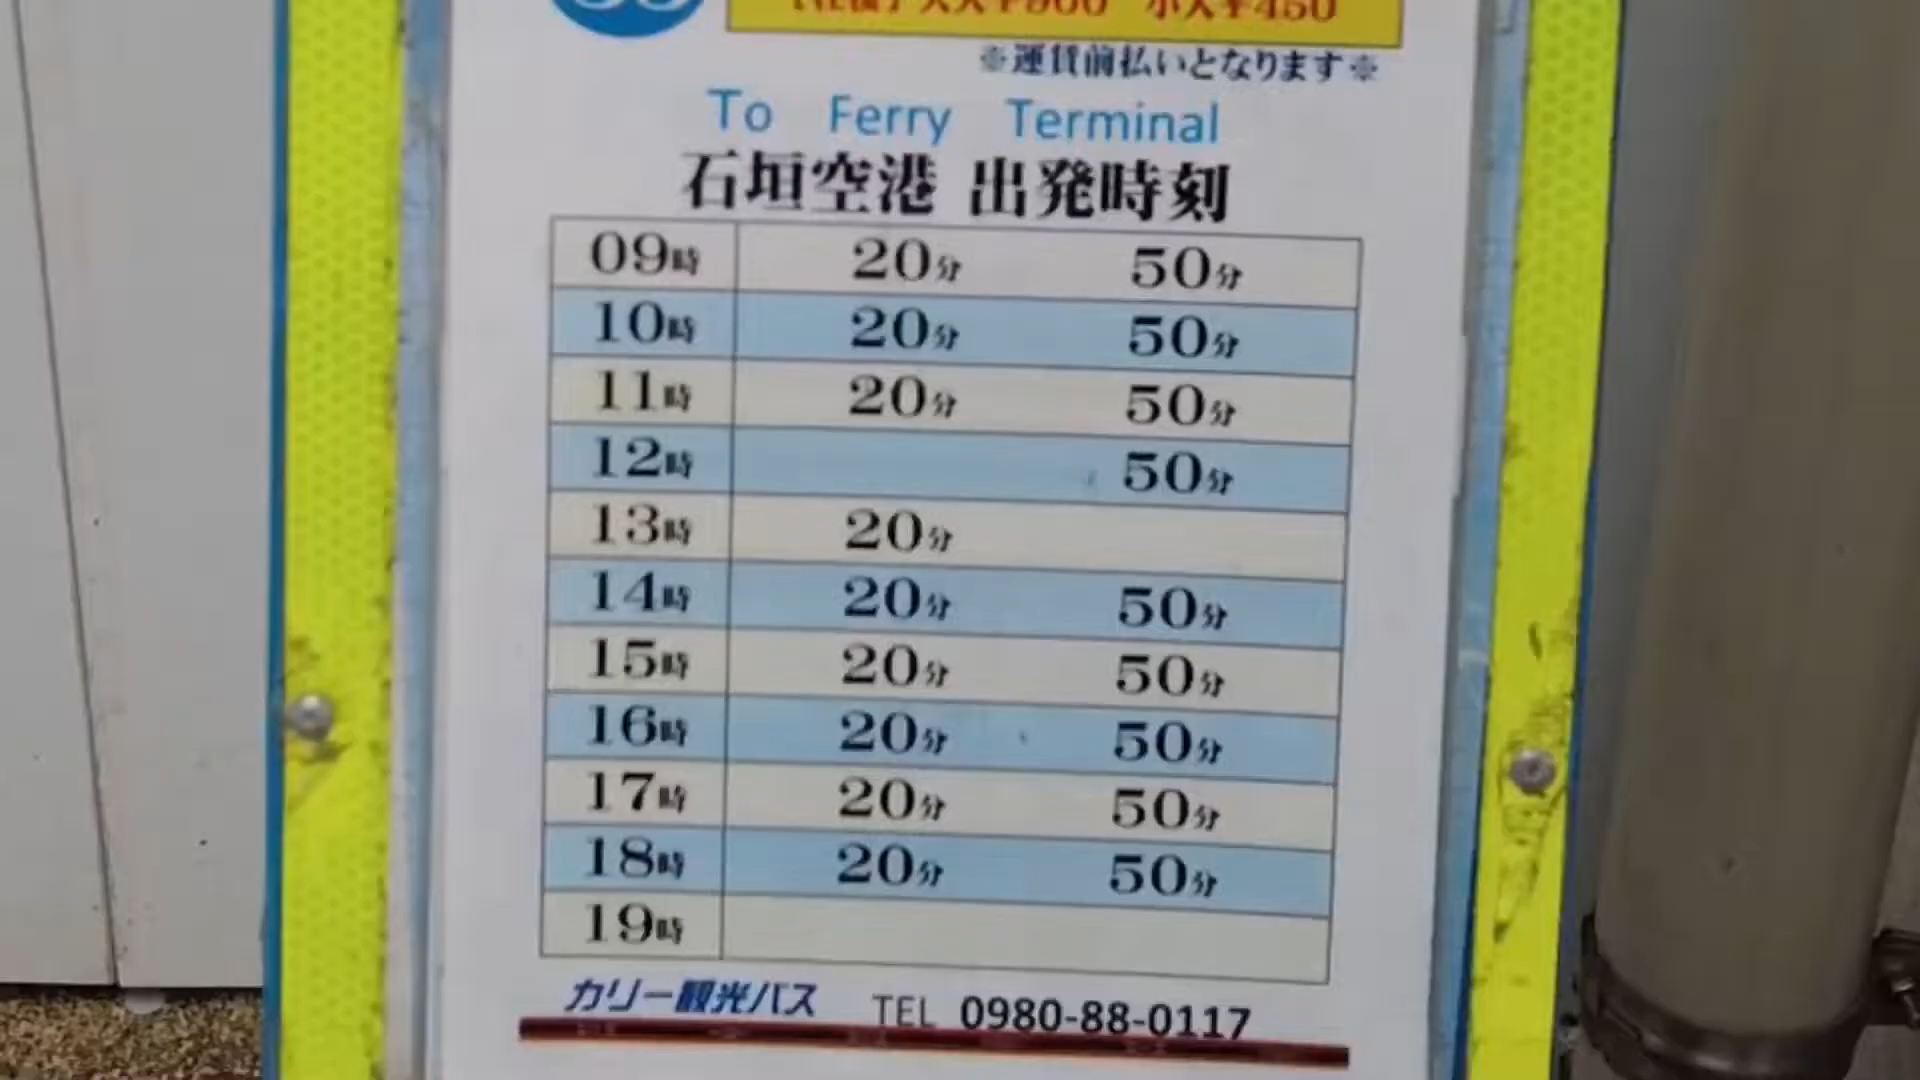 大人¥900 小人¥450
※運賃前払いとなります※
To Ferry Terminal
石垣空港 出発時刻
09時 20分 50分
10時 20分 50分
11時 20分 50分
12時 50分
13時 20分
14時 20分 50分
15時 20分 50分
16時 20分 50分
17時 20分 50分
18時 20分 50分
19時
カリー観光バス TEL 0980-88-0117